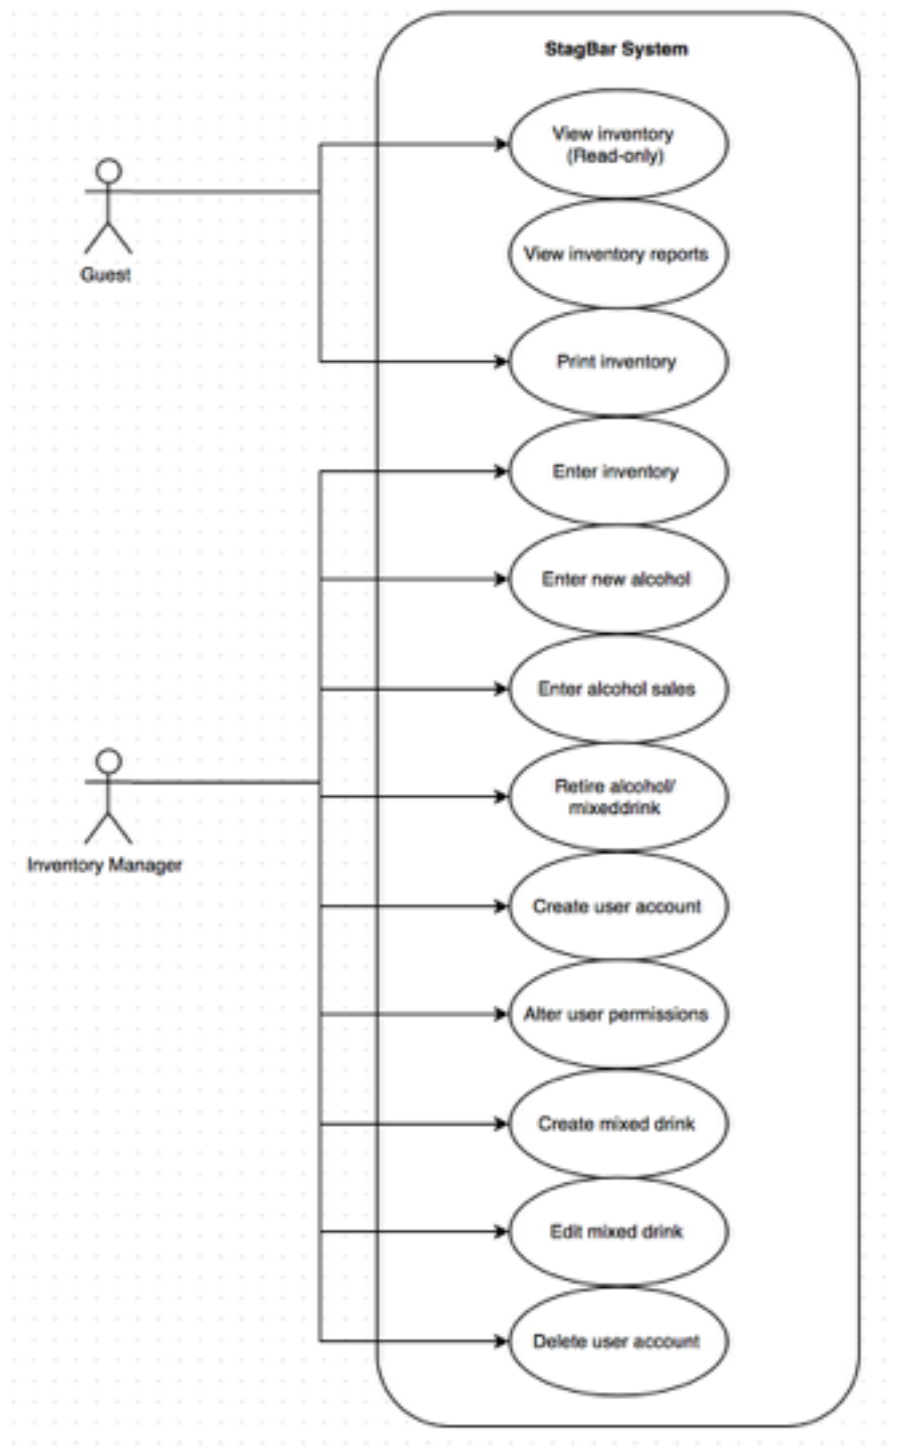 StagBar System
View inventory
(Read-only)
Guest
View inventory reports
Print inventory
Enter inventory
Enter new alcohol
Enter alcohol sales
Retire alcohol/
mixeddrink
Inventory Manager
Create user account
Alter user permissions
Create mixed drink
Edit mixed drink
Delete user account